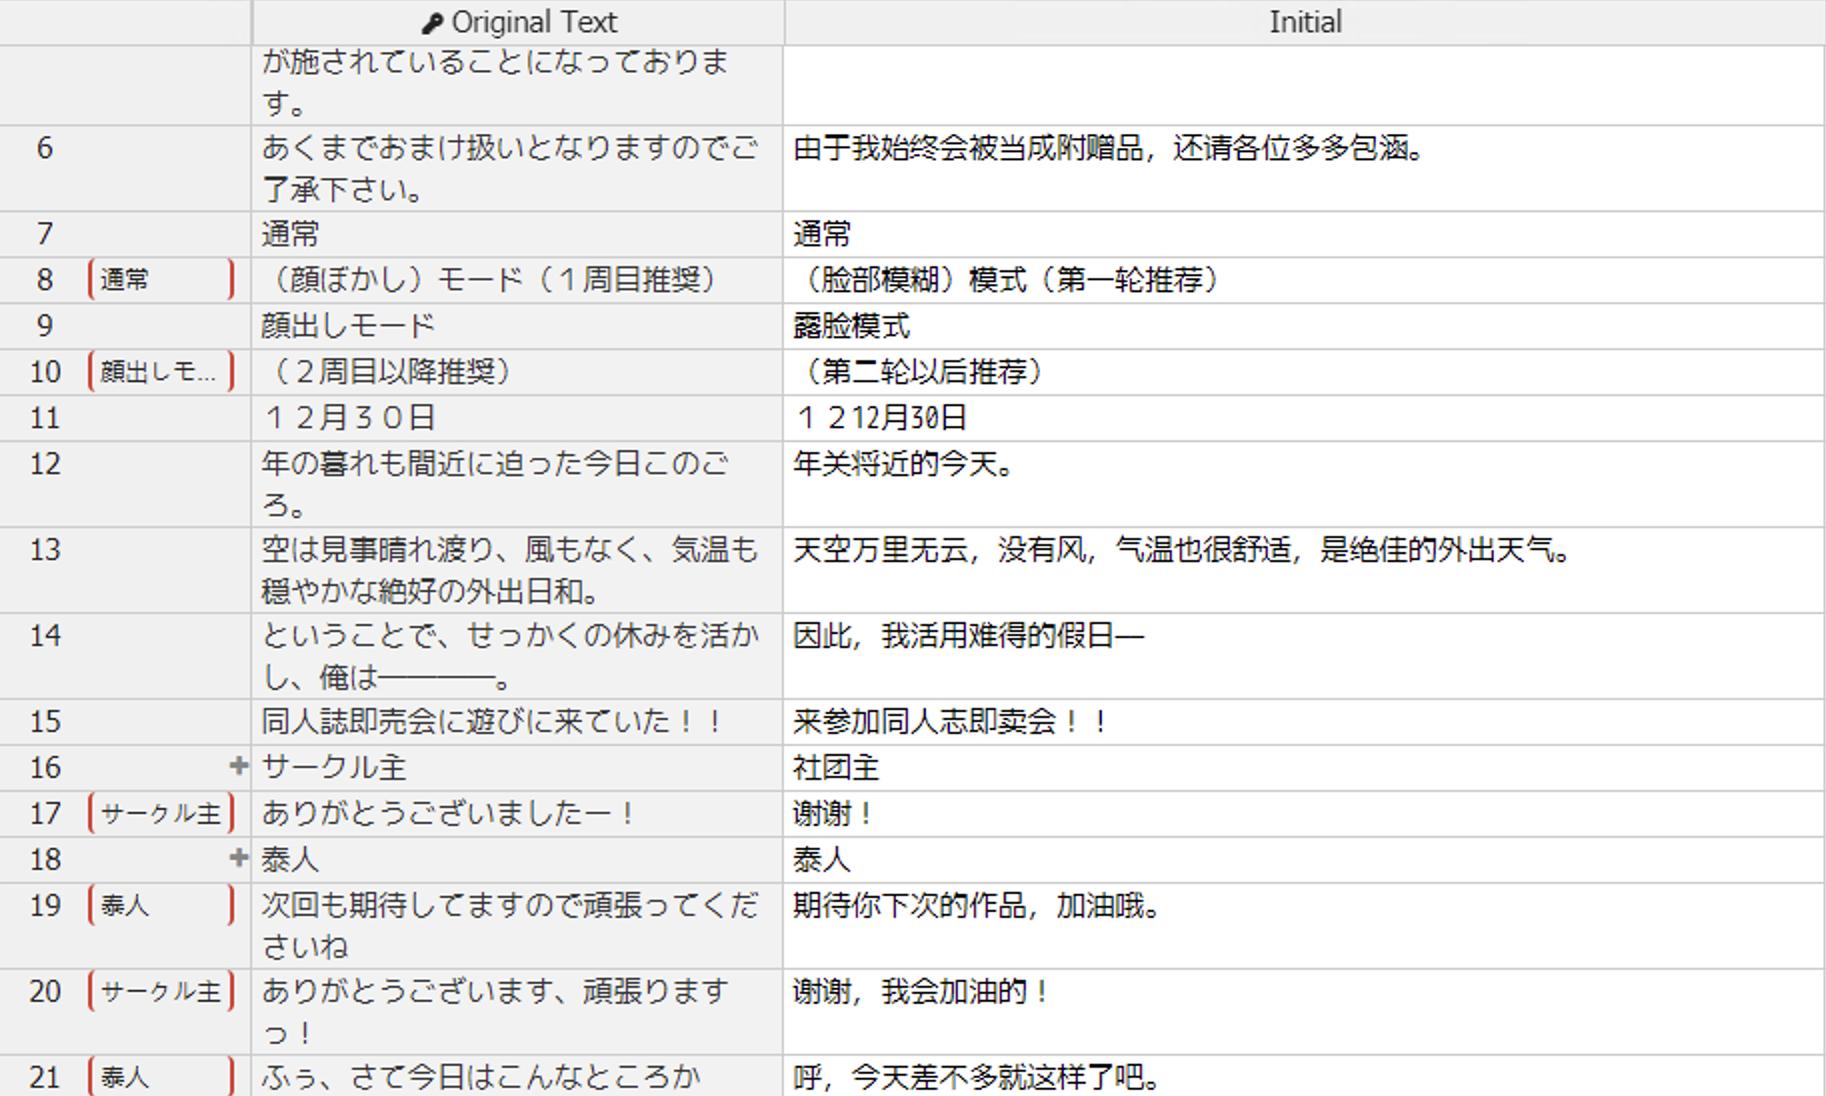 Original Text Initial
が施されていることになっておりま
す。
6 あくまでおまけ扱いとなりますのでご 由于我始终会被当成附赠品，还请各位多多包涵。
了承下さい。
7 通常 通常
8 通常 （顔ぼかし）モード（１周目推奨） （脸部模糊）模式（第一轮推荐）
9 顔出しモード 露脸模式
10 顔出しモ... （２周目以降推奨） （第二轮以后推荐）
11 １２月３０日 １２12月30日
12 年の暮れも間近に迫った今日このご 年关将近的今天。
ろ。
13 空は見事晴れ渡り、風もなく、気温も 天空万里无云，没有风，气温也很舒适，是绝佳的外出天气。
穏やかな絶好の外出日和。
14 ということで、せっかくの休みを活か 因此，我活用难得的假日—
し、俺は――――。
15 同人誌即売会に遊びに来ていた！！ 来参加同人志即卖会！！
16 サークル主 社团主
17 サークル主 ありがとうございましたー！ 谢谢！
18 泰人 泰人
19 泰人 次回も期待してますので頑張ってくだ 期待你下次的作品，加油哦。
さいね
20 サークル主 ありがとうございます、頑張ります 谢谢，我会加油的！
っ！
21 泰人 ふぅ、さて今日はこんなところか 呼，今天差不多就这样了吧。